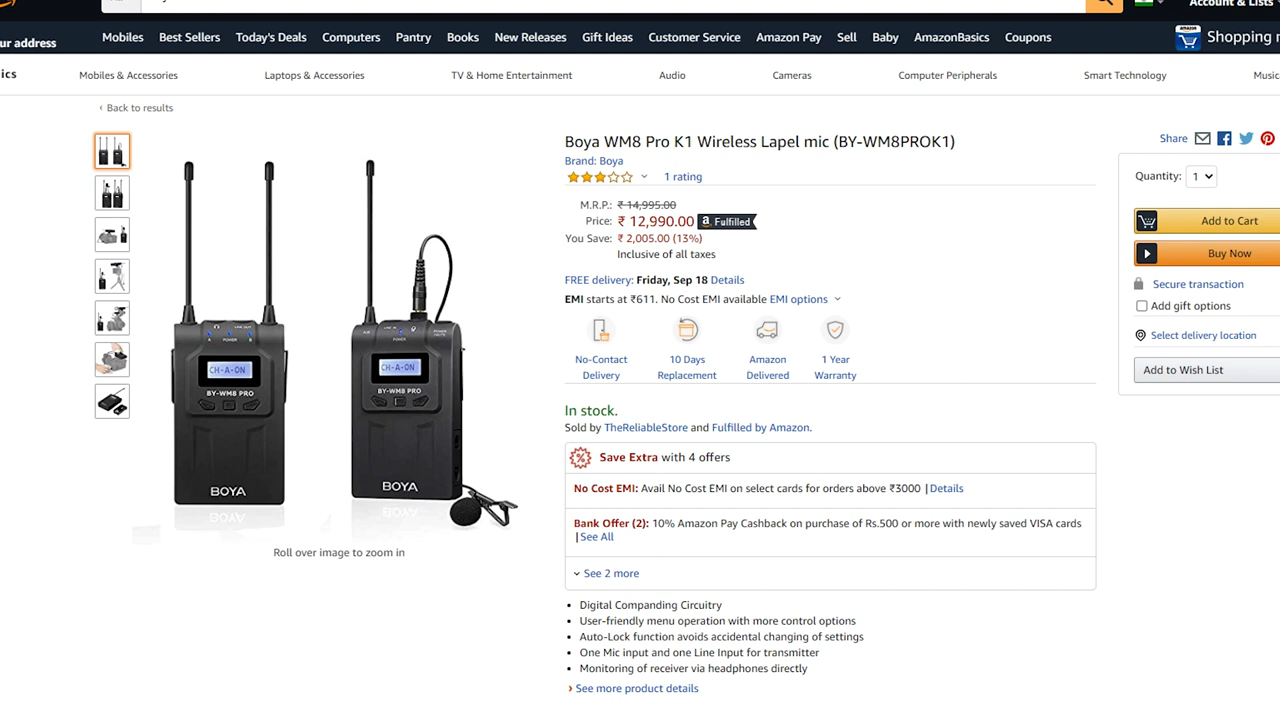 Account & Lists
ur address
Mobiles Best Sellers Today's Deals Computers Pantry Books New Releases Gift Ideas Customer Service Amazon Pay Sell Baby AmazonBasics Coupons
Shopping
ics Mobiles & Accessories Laptops & Accessories TV & Home Entertainment Audio Cameras Computer Peripherals Smart Technology Music
‹ Back to results
Boya WM8 Pro K1 Wireless Lapel mic (BY-WM8PROK1)
Share
Brand: Boya
1 rating
Quantity: 1
M.R.P.: ₹ 14,995.00
Price: ₹ 12,990.00 a Fulfilled
You Save: ₹ 2,005.00 (13%)
Inclusive of all taxes
Add to Cart
Buy Now
FREE delivery: Friday, Sep 18 Details
EMI starts at ₹611. No Cost EMI available EMI options
Secure transaction
Add gift options
Select delivery location
No-Contact Delivery
10 Days Replacement
Amazon Delivered
1 Year Warranty
Add to Wish List
A POWER B
POWER
CH-A-ON
CH-A-ON
BY-WM8 PRO
BY-WM8 PRO
BOYA
BOYA
Roll over image to zoom in
In stock.
Sold by TheReliableStore and Fulfilled by Amazon.
Save Extra with 4 offers
No Cost EMI: Avail No Cost EMI on select cards for orders above ₹3000 | Details
Bank Offer (2): 10% Amazon Pay Cashback on purchase of Rs.500 or more with newly saved VISA cards
| See All
See 2 more
• Digital Companding Circuitry
• User-friendly menu operation with more control options
• Auto-Lock function avoids accidental changing of settings
• One Mic input and one Line Input for transmitter
• Monitoring of receiver via headphones directly
› See more product details